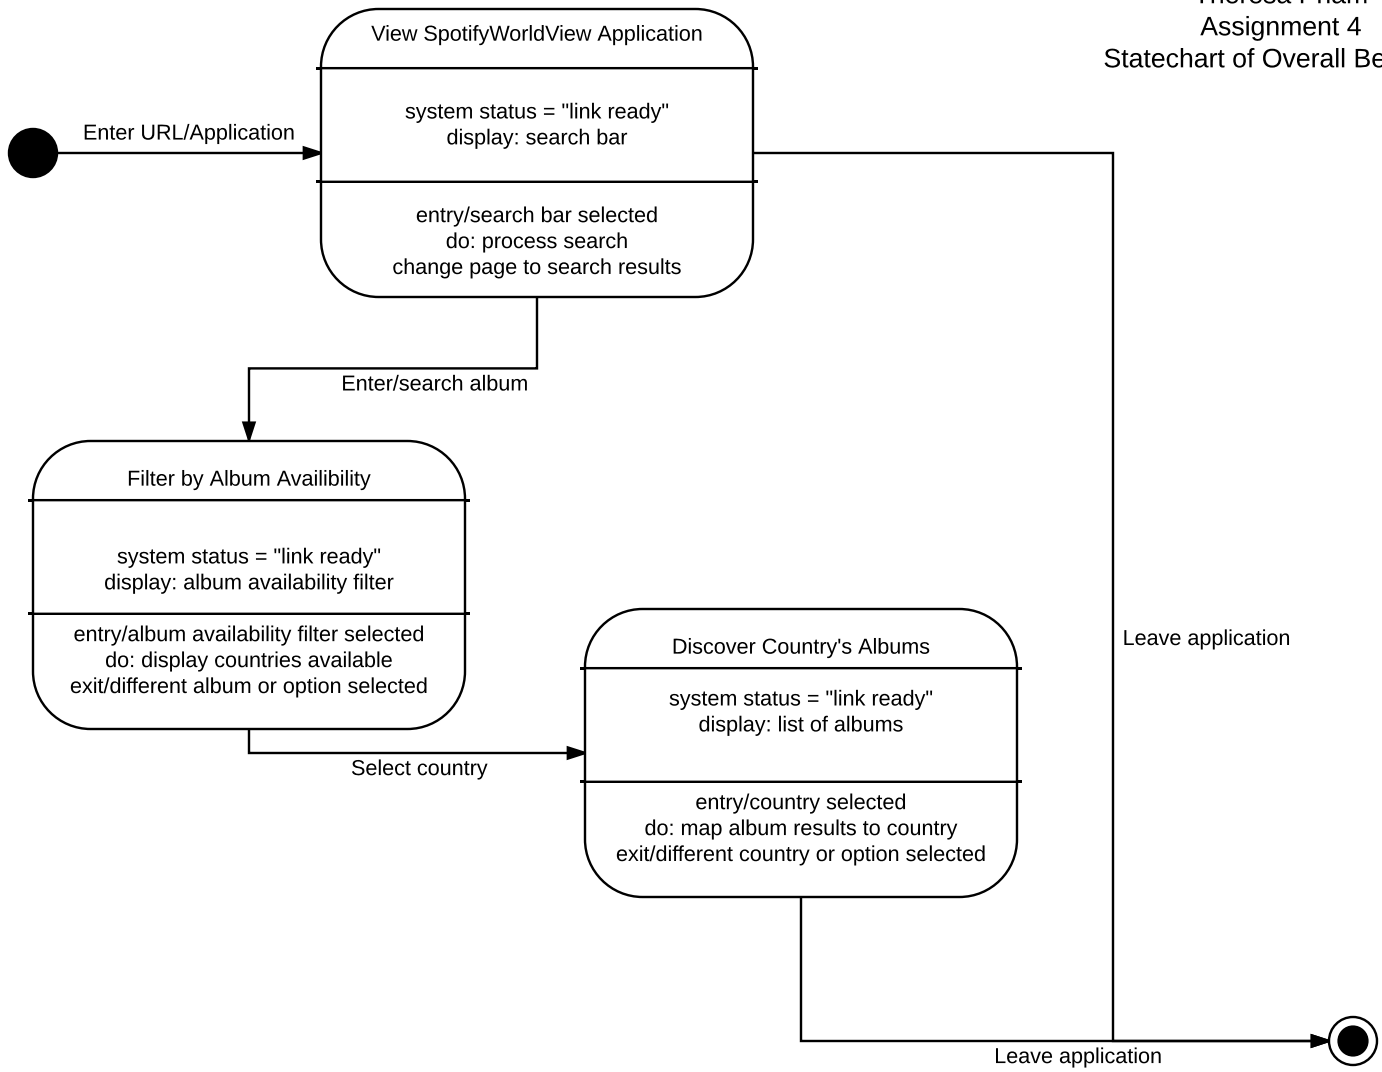 Assignment 4
Statechart of Overall Be
View SpotifyWorldView Application
system status = "link ready"
display: search bar
entry/search bar selected
do: process search
change page to search results
Enter URL/Application
Enter/search album
Filter by Album Availibility
system status = "link ready"
display: album availability filter
entry/album availability filter selected
do: display countries available
exit/different album or option selected
Select country
Discover Country's Albums
system status = "link ready"
display: list of albums
entry/country selected
do: map album results to country
exit/different country or option selected
Leave application
Leave application